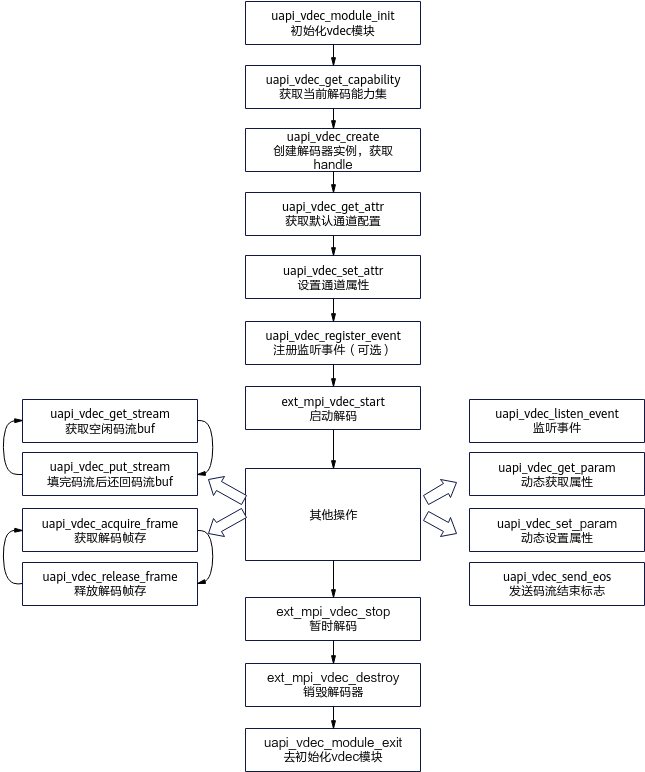 uapi_vdec_module_init
初始化vdec模块
uapi_vdec_get_capability
获取当前解码能力集
uapi_vdec_create
创建解码器实例，获取
handle
uapi_vdec_get_attr
获取默认通道配置
uapi_vdec_set_attr
设置通道属性
uapi_vdec_register_event
注册监听事件（可选）
ext_mpi_vdec_start
启动解码
uapi_vdec_get_stream
获取空闲码流buf
uapi_vdec_put_stream
填完码流后还回码流buf
uapi_vdec_acquire_frame
获取解码帧存
uapi_vdec_release_frame
释放解码帧存
其他操作
uapi_vdec_listen_event
监听事件
uapi_vdec_get_param
动态获取属性
uapi_vdec_set_param
动态设置属性
uapi_vdec_send_eos
发送码流结束标志
ext_mpi_vdec_stop
暂时解码
ext_mpi_vdec_destroy
销毁解码器
uapi_vdec_module_exit
去初始化vdec模块